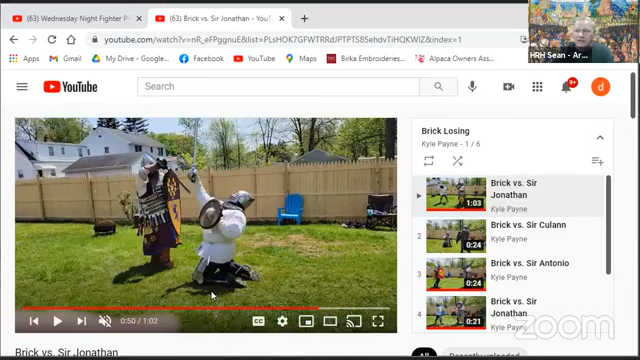 (63) Wednesday Night Fighter P
(63) Brick vs. Sir Jonathan - YouT
youtube.com/watch?v=nR_eFPggnuE&list=PLsHOK7GFWTRRdJPTPTS85ehdvTiHQKWIZ&index=1
Gmail
My Drive - Google...
Facebook
YouTube
Maps
Birka Embroideries...
Alpaca Owners Ass...
HRH Sean - Ar...
YouTube
Search
9+
d
Brick Losing
Kyle Payne - 1 / 6
Brick vs. Sir
Jonathan
Kyle Payne
1:03
2
Brick vs. Sir Culann
Kyle Payne
0:24
3
Brick vs. Sir Antonio
Kyle Payne
0:24
4
Brick vs. Sir
Jonathan
Kyle Payne
0:21
0:50 / 1:02
CC
zoom
Brick vs. Sir Jonathan
All
Recently uploaded